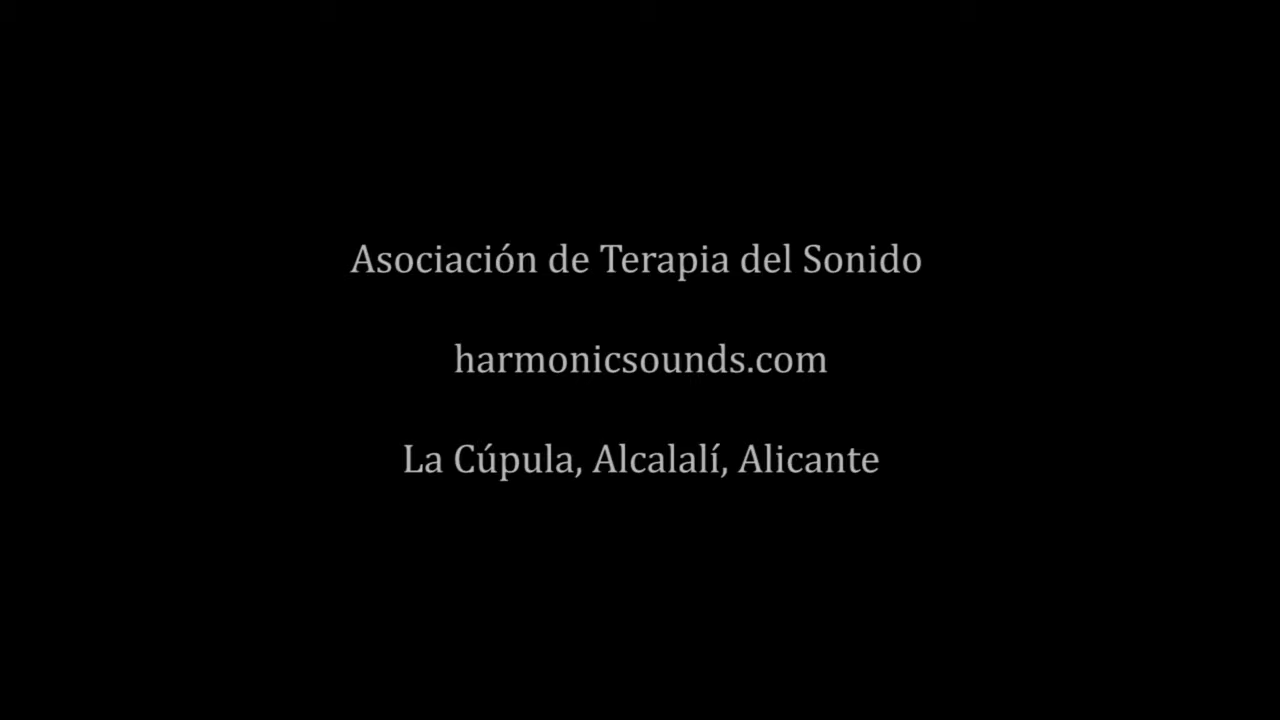 Asociación de Terapia del Sonido
harmonicsounds.com
La Cúpula, Alcalalí, Alicante